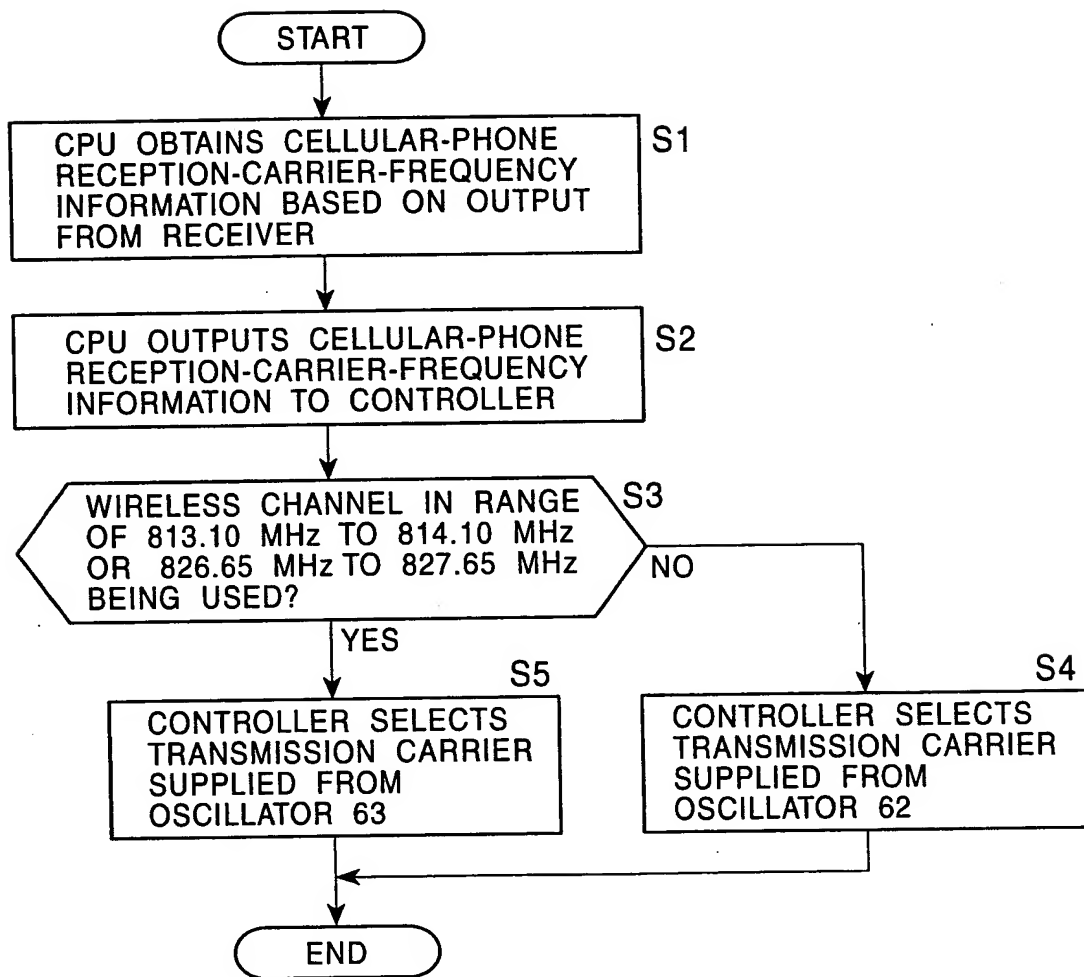 START
CPU OBTAINS CELLULAR-PHONE
RECEPTION-CARRIER-FREQUENCY
INFORMATION BASED ON OUTPUT
FROM RECEIVER
S1
CPU OUTPUTS CELLULAR-PHONE
RECEPTION-CARRIER-FREQUENCY
INFORMATION TO CONTROLLER
S2
WIRELESS CHANNEL IN RANGE
OF 813.10 MHz TO 814.10 MHz
OR 826.65 MHz TO 827.65 MHz
BEING USED?
S3
NO
YES
S5
CONTROLLER SELECTS
TRANSMISSION CARRIER
SUPPLIED FROM
OSCILLATOR 63
S4
CONTROLLER SELECTS
TRANSMISSION CARRIER
SUPPLIED FROM
OSCILLATOR 62
END